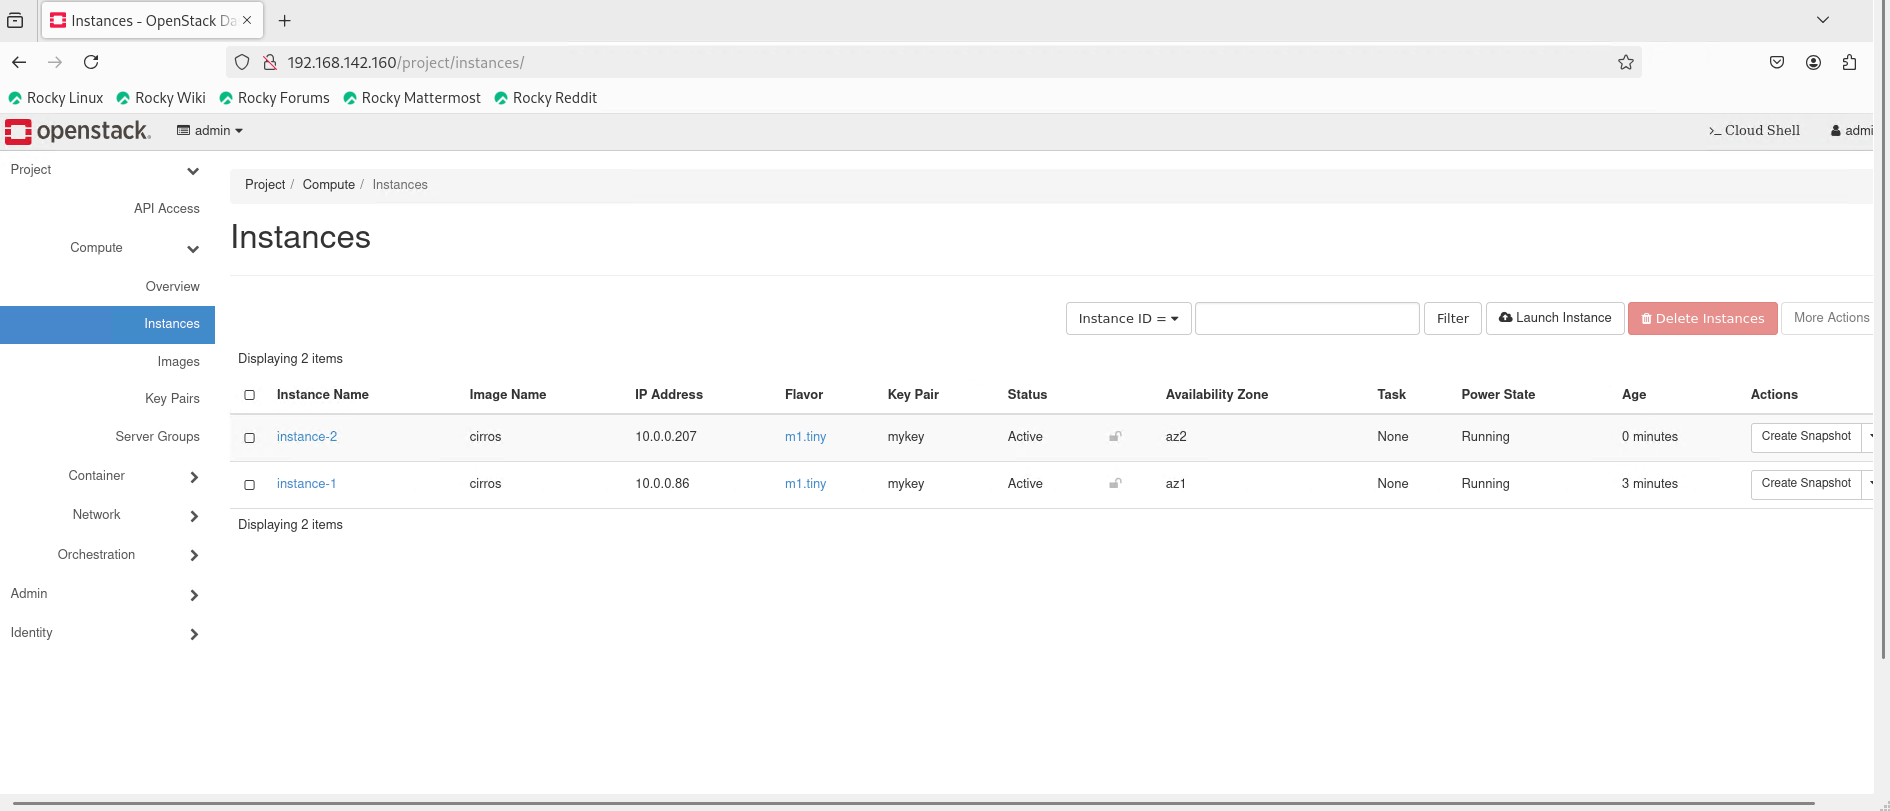 Instances - OpenStack Da
192.168.142.160/project/instances/
Rocky Linux Rocky Wiki Rocky Forums Rocky Mattermost Rocky Reddit
openstack. admin >_ Cloud Shell admi
Project
API Access
Compute
Overview
Instances
Images
Key Pairs
Server Groups
Container
Network
Orchestration
Admin
Identity
Project / Compute / Instances
Instances
Instance ID = Filter Launch Instance Delete Instances More Actions
Displaying 2 items
Instance Name Image Name IP Address Flavor Key Pair Status Availability Zone Task Power State Age Actions
instance-2 cirros 10.0.0.207 m1.tiny mykey Active az2 None Running 0 minutes Create Snapshot
instance-1 cirros 10.0.0.86 m1.tiny mykey Active az1 None Running 3 minutes Create Snapshot
Displaying 2 items